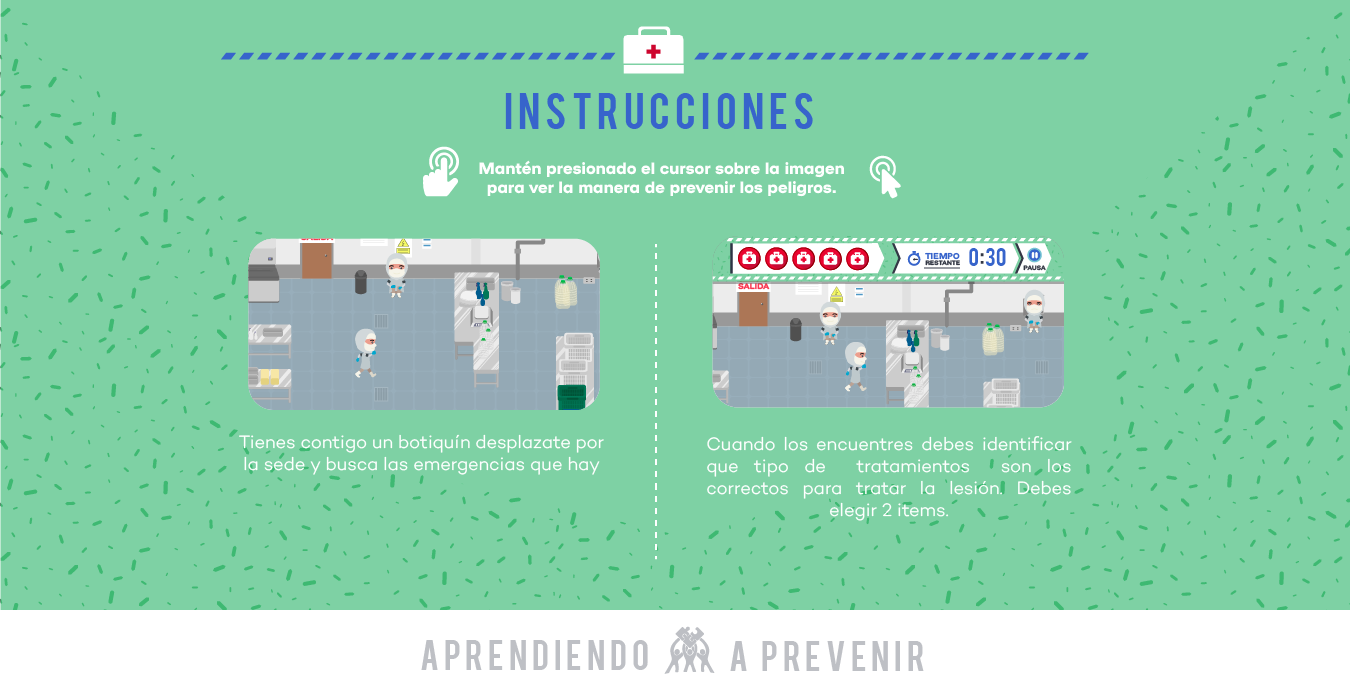 INSTRUCCIONES
Mantén presionado el cursor sobre la imagen
para ver la manera de prevenir los peligros.
Tienes contigo un botiquín desplazate por
la sede y busca las emergencias que hay
TIEMPO
RESTANTE
0:30
PAUSA
SALIDA
Cuando los encuentres debes identificar
que tipo de tratamientos son los
correctos para tratar la lesión. Debes
elegir 2 items.
APRENDIENDO A PREVENIR